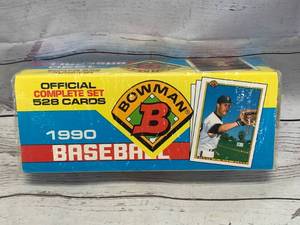 OFFICIAL
COMPLETE SET
528 CARDS
BOWMAN
B
1990
BASEBALL